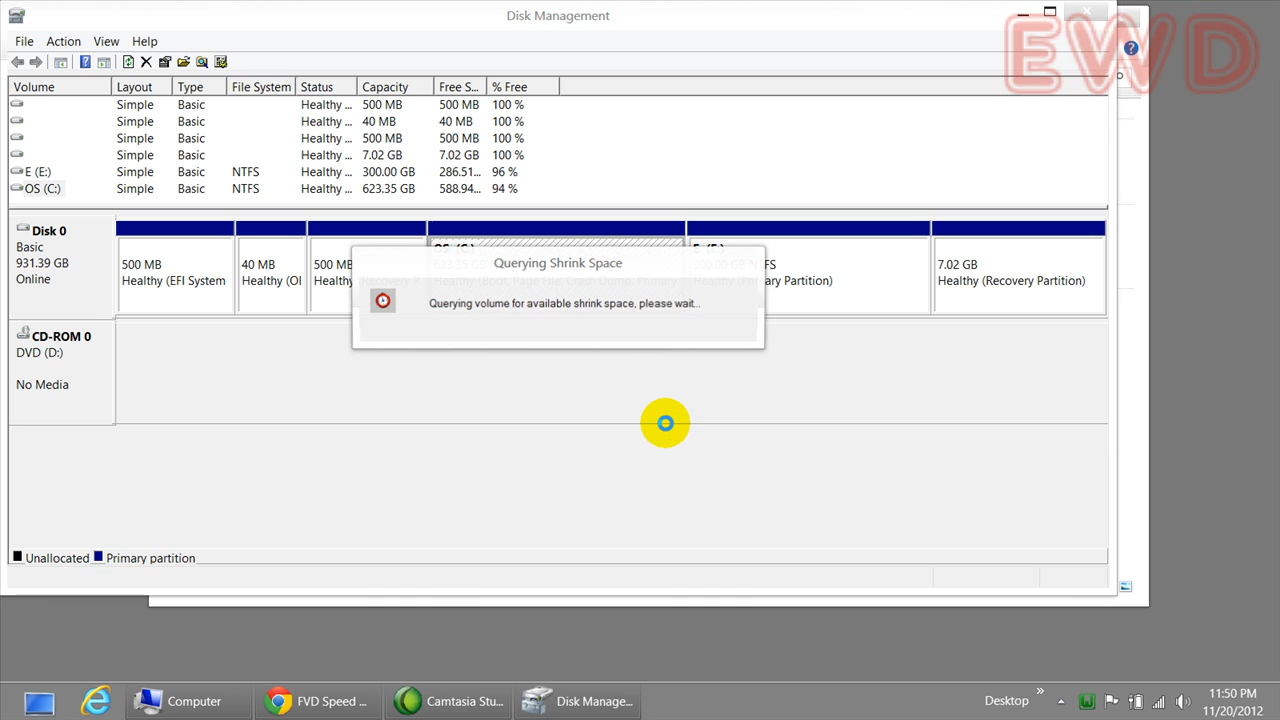 Disk Management
EWD
File Action View Help
Volume Layout Type File System Status Capacity Free S... % Free
Simple Basic Healthy ... 500 MB 500 MB 100 %
Simple Basic Healthy ... 40 MB 40 MB 100 %
Simple Basic Healthy ... 500 MB 500 MB 100 %
Simple Basic Healthy ... 7.02 GB 7.02 GB 100 %
E (E:) Simple Basic NTFS Healthy ... 300.00 GB 286.51... 96 %
OS (C:) Simple Basic NTFS Healthy ... 623.35 GB 588.94... 94 %
Disk 0
Basic
931.39 GB
Online
500 MB
Healthy (EFI System
40 MB
Healthy (OI
500 MB
Querying Shrink Space
Querying volume for available shrink space, please wait...
300.00 GB NTFS
Healthy (Primary Partition)
7.02 GB
Healthy (Recovery Partition)
CD-ROM 0
DVD (D:)
No Media
Unallocated Primary partition
Computer FVD Speed ... Camtasia Stu... Disk Manage... Desktop
11:50 PM
11/20/2012